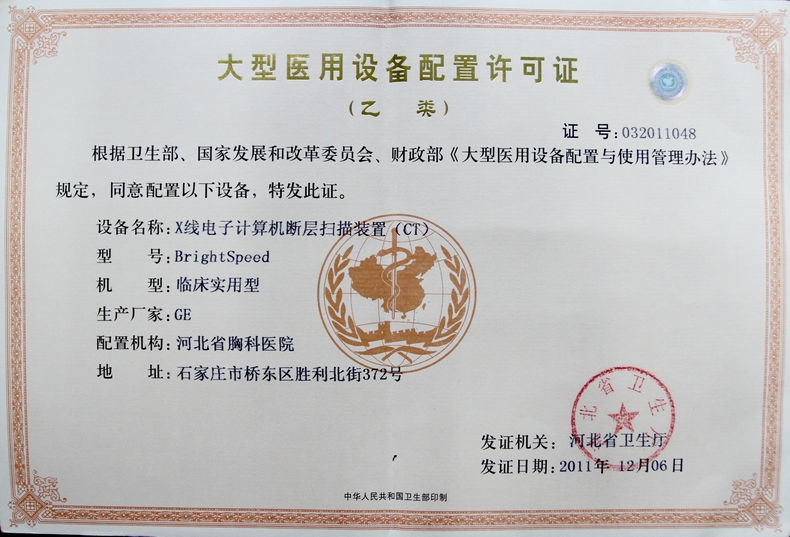 大型医用设备配置许可证
（乙 类）
证 号：032011048
根据卫生部、国家发展和改革委员会、财政部《大型医用设备配置与使用管理办法》
规定，同意配置以下设备，特发此证。
设备名称：X线电子计算机断层扫描装置（CT）
型 号：BrightSpeed
机 型：临床实用型
生产厂家：GE
配置机构：河北省胸科医院
地 址：石家庄市桥东区胜利北街372号
北省卫生
发证机关：河北省卫生厅
发证日期：2011年 12月06日
中华人民共和国卫生部印制